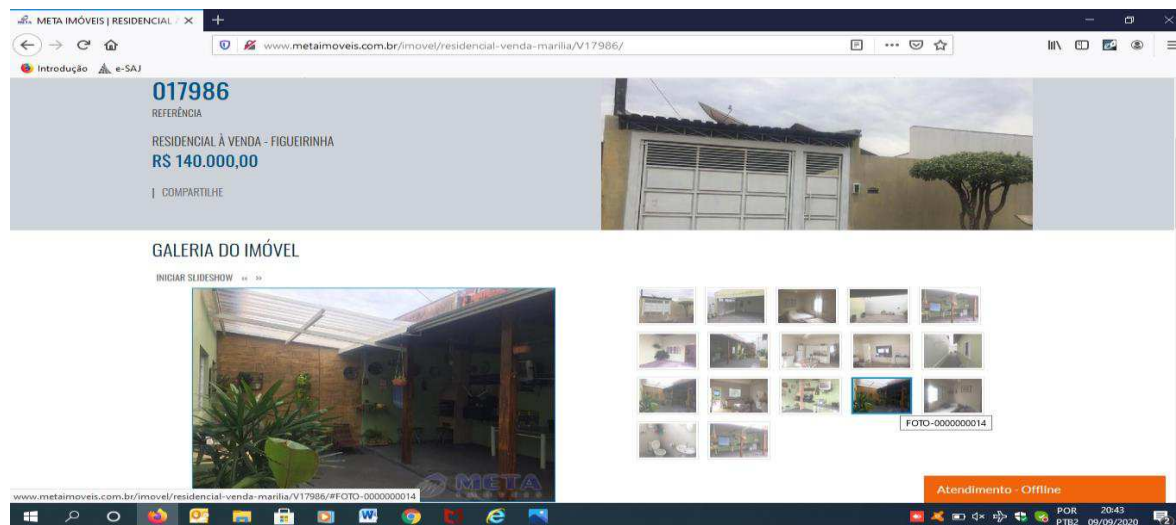 META IMÓVEIS | RESIDENCIAL /
www.metaimoveis.com.br/imovel/residencial-venda-marilia/V17986/
Introdução e-SAJ
017986
REFERÊNCIA
RESIDENCIAL À VENDA - FIGUEIRINHA
R$ 140.000,00
| COMPARTILHE
GALERIA DO IMÓVEL
INICIAR SLIDESHOW « »
FOTO-0000000014
META
IMÓVEIS
Atendimento - Offline
www.metaimoveis.com.br/imovel/residencial-venda-marilia/V17986/#FOTO-0000000014
POR 20:43
PTB2 09/09/2020